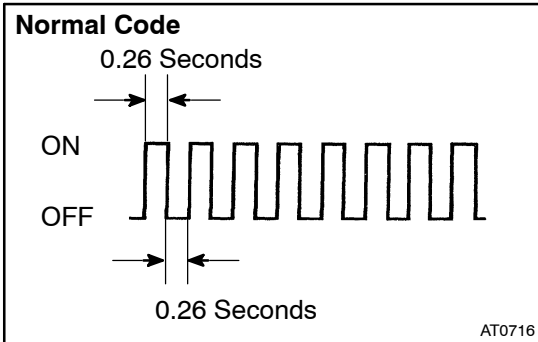 Normal Code
0.26 Seconds
ON
OFF
0.26 Seconds
AT0716